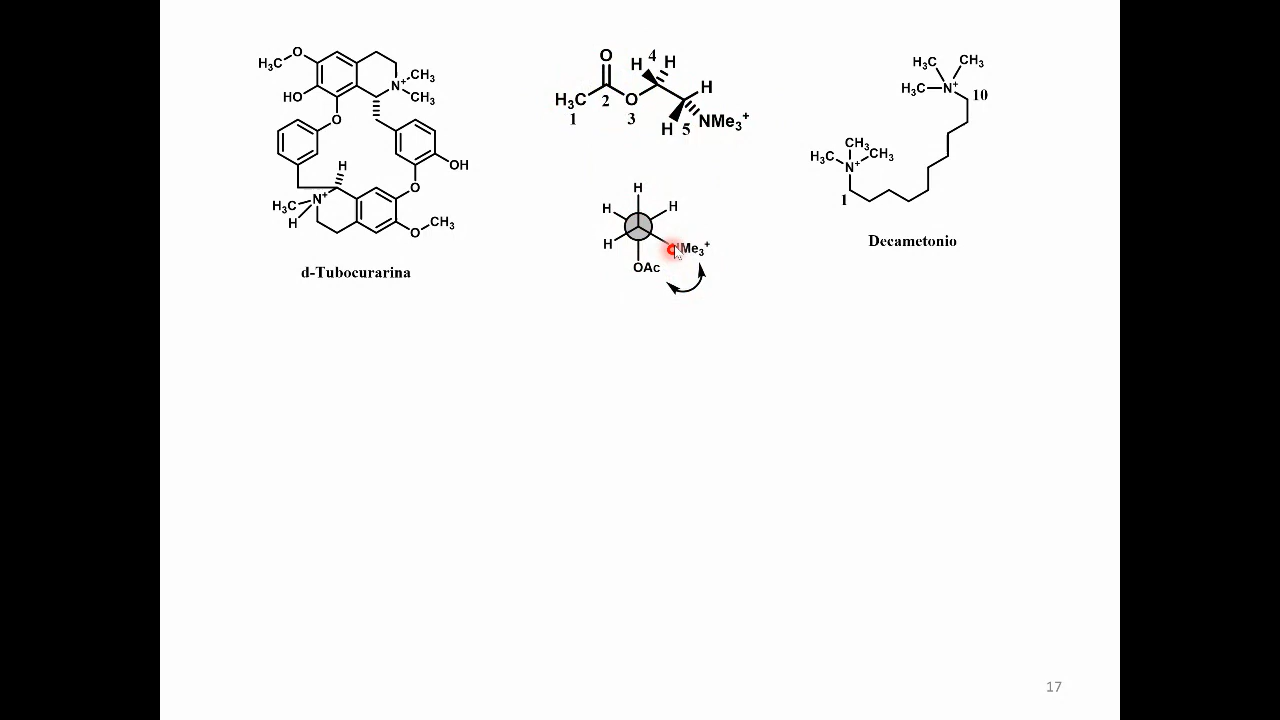 H₃C O
N⁺ CH₃
CH₃
HO
O
OH
H
O
H₃C N⁺
H
O CH₃
d-Tubocurarina
O
H 4 H
H
H₃C 2 O
1 3 H 5 NMe₃⁺
H
H H
H
NMe₃⁺
OAc
H₃C CH₃
H₃C N⁺
10
CH₃
H₃C N⁺ CH₃
1
Decametonio
17